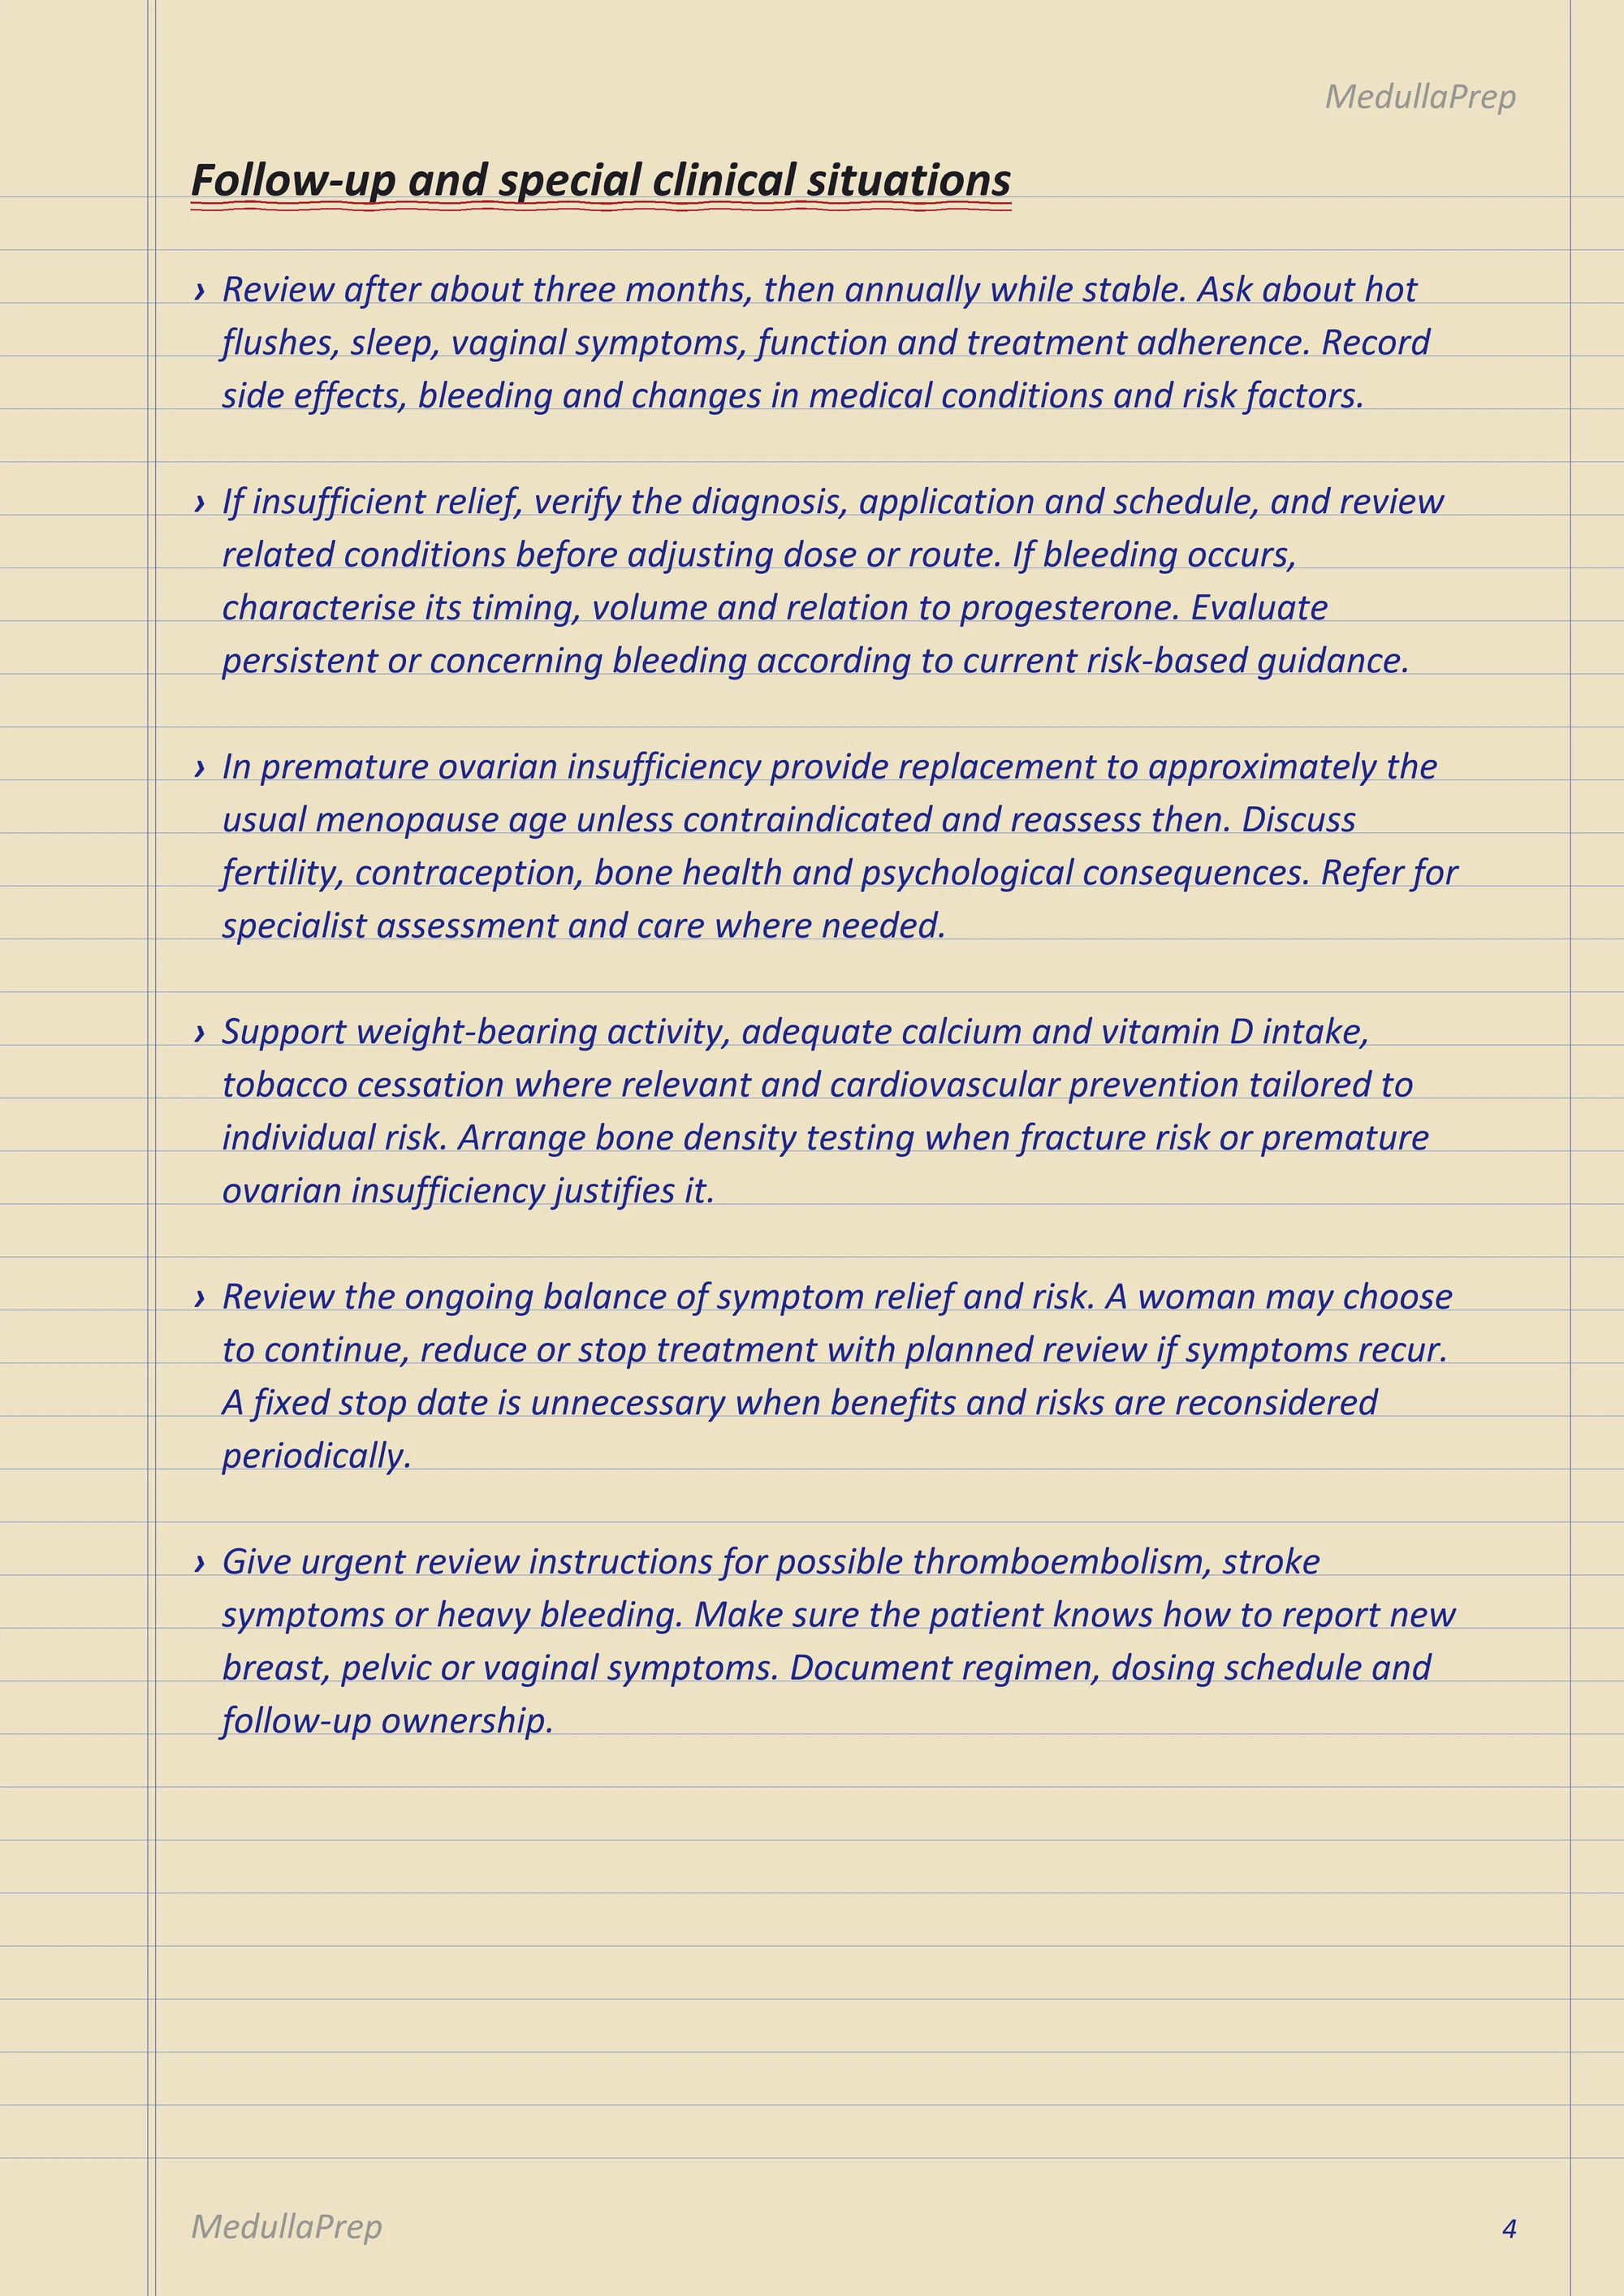 MedullaPrep
Follow-up and special clinical situations
› Review after about three months, then annually while stable. Ask about hot
flushes, sleep, vaginal symptoms, function and treatment adherence. Record
side effects, bleeding and changes in medical conditions and risk factors.
› If insufficient relief, verify the diagnosis, application and schedule, and review
related conditions before adjusting dose or route. If bleeding occurs,
characterise its timing, volume and relation to progesterone. Evaluate
persistent or concerning bleeding according to current risk-based guidance.
› In premature ovarian insufficiency provide replacement to approximately the
usual menopause age unless contraindicated and reassess then. Discuss
fertility, contraception, bone health and psychological consequences. Refer for
specialist assessment and care where needed.
› Support weight-bearing activity, adequate calcium and vitamin D intake,
tobacco cessation where relevant and cardiovascular prevention tailored to
individual risk. Arrange bone density testing when fracture risk or premature
ovarian insufficiency justifies it.
› Review the ongoing balance of symptom relief and risk. A woman may choose
to continue, reduce or stop treatment with planned review if symptoms recur.
A fixed stop date is unnecessary when benefits and risks are reconsidered
periodically.
› Give urgent review instructions for possible thromboembolism, stroke
symptoms or heavy bleeding. Make sure the patient knows how to report new
breast, pelvic or vaginal symptoms. Document regimen, dosing schedule and
follow-up ownership.
MedullaPrep
4